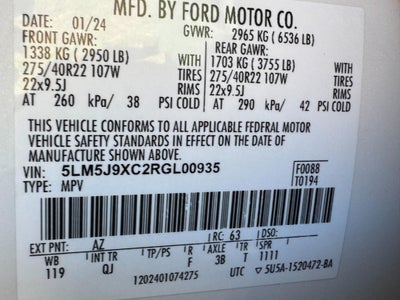 MFD. BY FORD MOTOR CO.
DATE: 01/24 GVWR: 2965 KG ( 6536 LB)
FRONT GAWR: REAR GAWR:
1338 KG ( 2950 LB) 1703 KG ( 3755 LB)
275/40R22 107W TIRES 275/40R22 107W TIRES
22x9.5J RIMS 22x9.5J RIMS
AT 260 kPa/ 38 PSI COLD AT 290 kPa/ 42 PSI COLD
THIS VEHICLE CONFORMS TO ALL APPLICABLE FEDERAL MOTOR
VEHICLE SAFETY STANDARDS IN EFFECT ON THE DATE OF
MANUFACTURE SHOWN ABOVE.
VIN: 5LM5J9XC2RGL00935 F0088
TYPE: MPV T0194
EXT PNT: AZ RC: 63 DSO:
WB INT TR TP/PS R AXLE TR SPR
119 QJ F 3B T 1111
1202401074275 UTC ▽ SU5A-1520472-BA